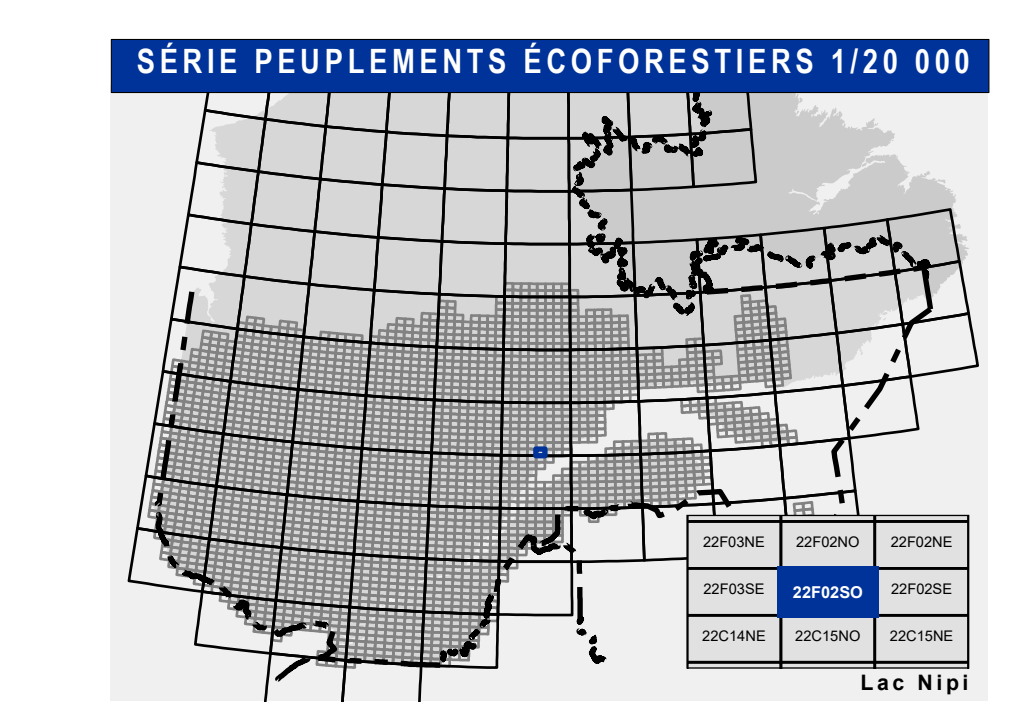 SÉRIE PEUPLEMENTS ÉCOFORESTIERS 1/20 000
22F03NE 22F02NO 22F02NE
22F03SE 22F02SO 22F02SE
22C14NE 22C15NO 22C15NE
Lac Nipi